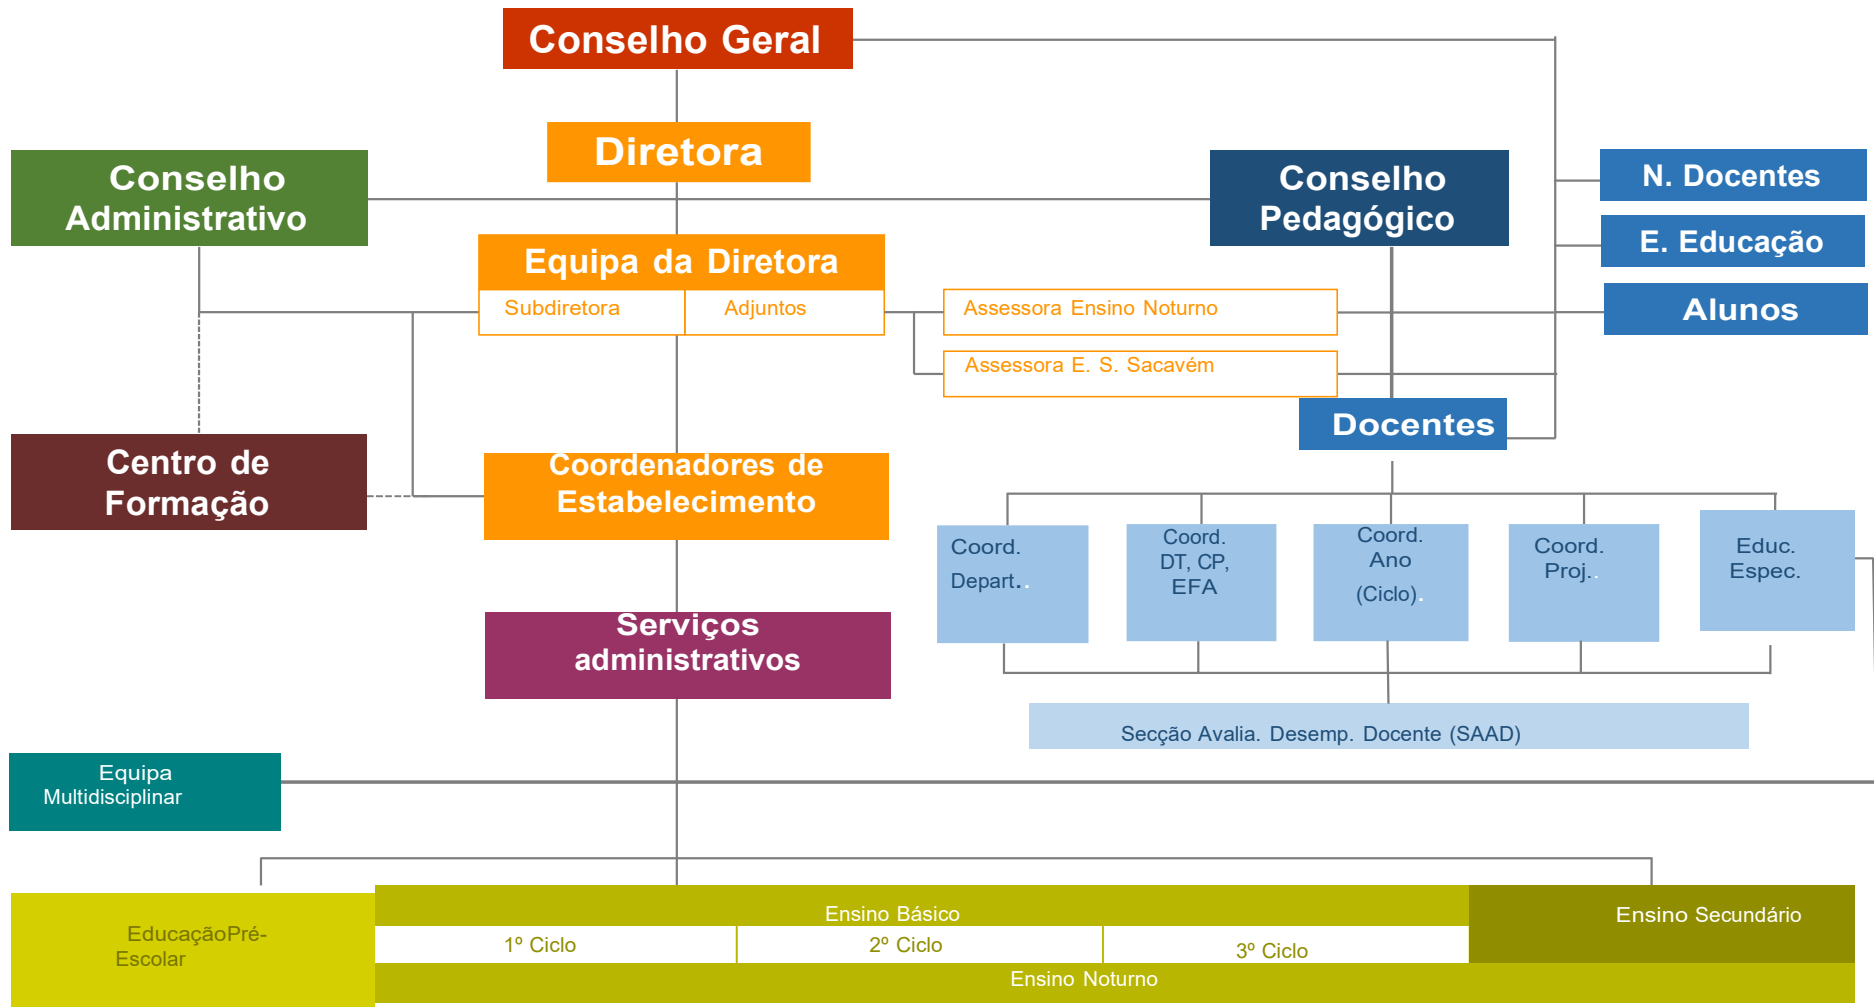 Conselho Geral
Diretora
Conselho
Administrativo
Conselho
Pedagógico
N. Docentes
E. Educação
Alunos
Equipa da Diretora
Subdiretora
Adjuntos
Assessora Ensino Noturno
Assessora E. S. Sacavém
Docentes
Centro de
Formação
Coordenadores de
Estabelecimento
Coord.
Depart..
Coord.
DT, CP,
EFA
Coord.
Ano
(Ciclo).
Coord.
Proj..
Educ.
Espec.
Serviços
administrativos
Secção Avalia. Desemp. Docente (SAAD)
Equipa
Multidisciplinar
EducaçãoPré-
Escolar
Ensino Básico
1º Ciclo
2º Ciclo
3º Ciclo
Ensino Secundário
Ensino Noturno